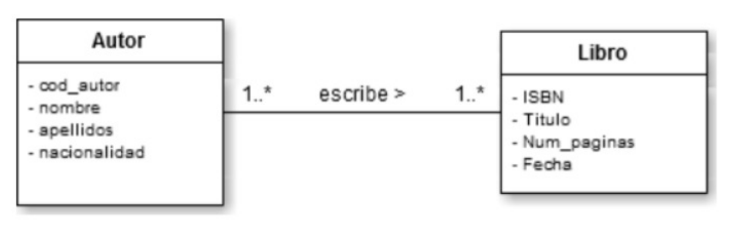 Autor
- cod_autor
- nombre
- apellidos
- nacionalidad
1..* escribe > 1..*
Libro
- ISBN
- Titulo
- Num_paginas
- Fecha